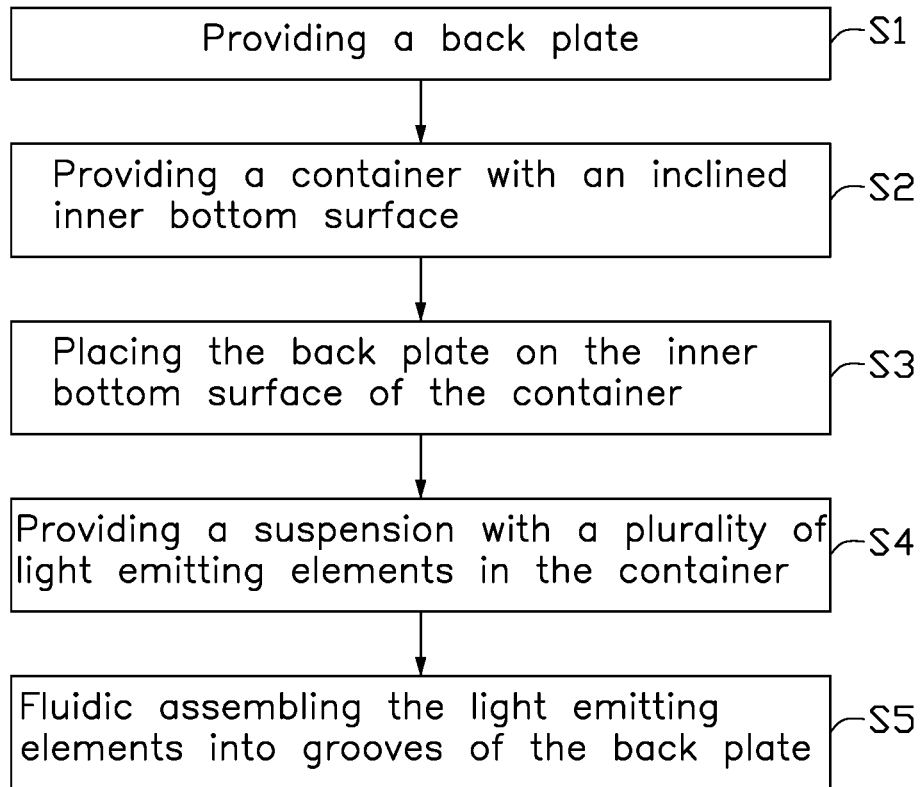 Providing a back plate
S1
Providing a container with an inclined
inner bottom surface
S2
Placing the back plate on the inner
bottom surface of the container
S3
Providing a suspension with a plurality of
light emitting elements in the container
S4
Fluidic assembling the light emitting
elements into grooves of the back plate
S5